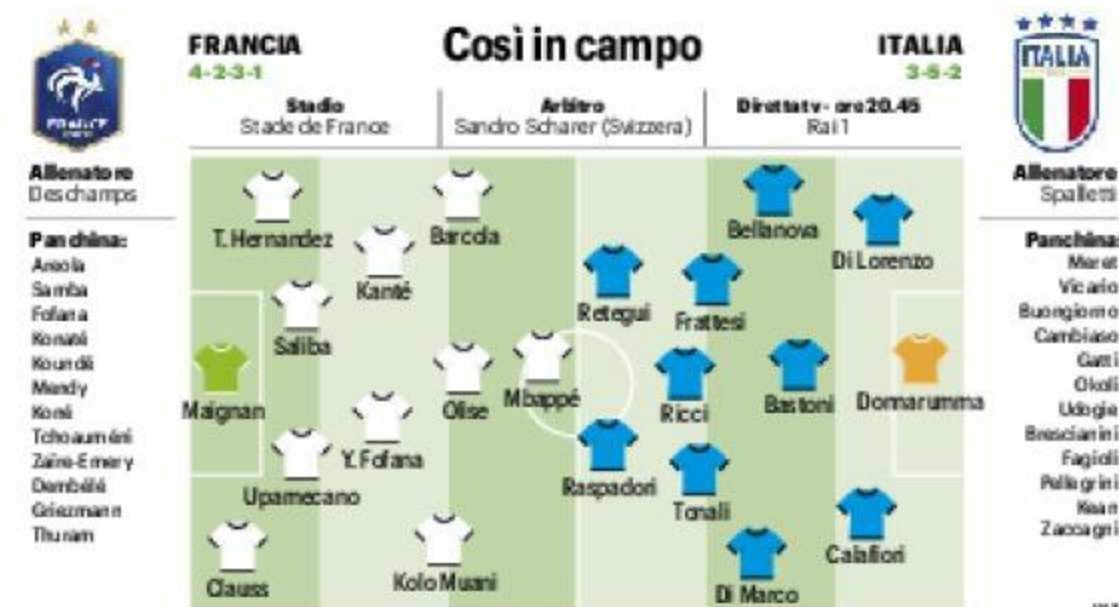 Così in campo
FRANCIA
4-2-3-1
ITALIA
3-5-2
Stadio
Stade de France
Arbitro
Sandro Scharer (Svizzera)
Diretta tv - ore 20.45
Rai 1
FRANCE
Allenatore
Deschamps
Panchina:
Areola
Samba
Fofana
Konaté
Koundé
Mendy
Koné
Tchoauméni
Zaire-Emery
Dembélé
Griezmann
Thuram
T. Hernandez
Barcola
Kanté
Saliba
Maignan
Olise
Mbappé
Y. Fofana
Upamecano
Clauss
Kolo Muani
Bellanova
Di Lorenzo
Retegui
Frattesi
Ricci
Bastoni
Donnarumma
Raspadori
Tonali
Calafiori
Di Marco
ITALIA
Allenatore
Spalletti
Panchina:
Meret
Vicario
Buongiorno
Cambiaso
Gatti
Okoli
Udogie
Brescianini
Fagioli
Pellegrini
Kean
Zaccagni